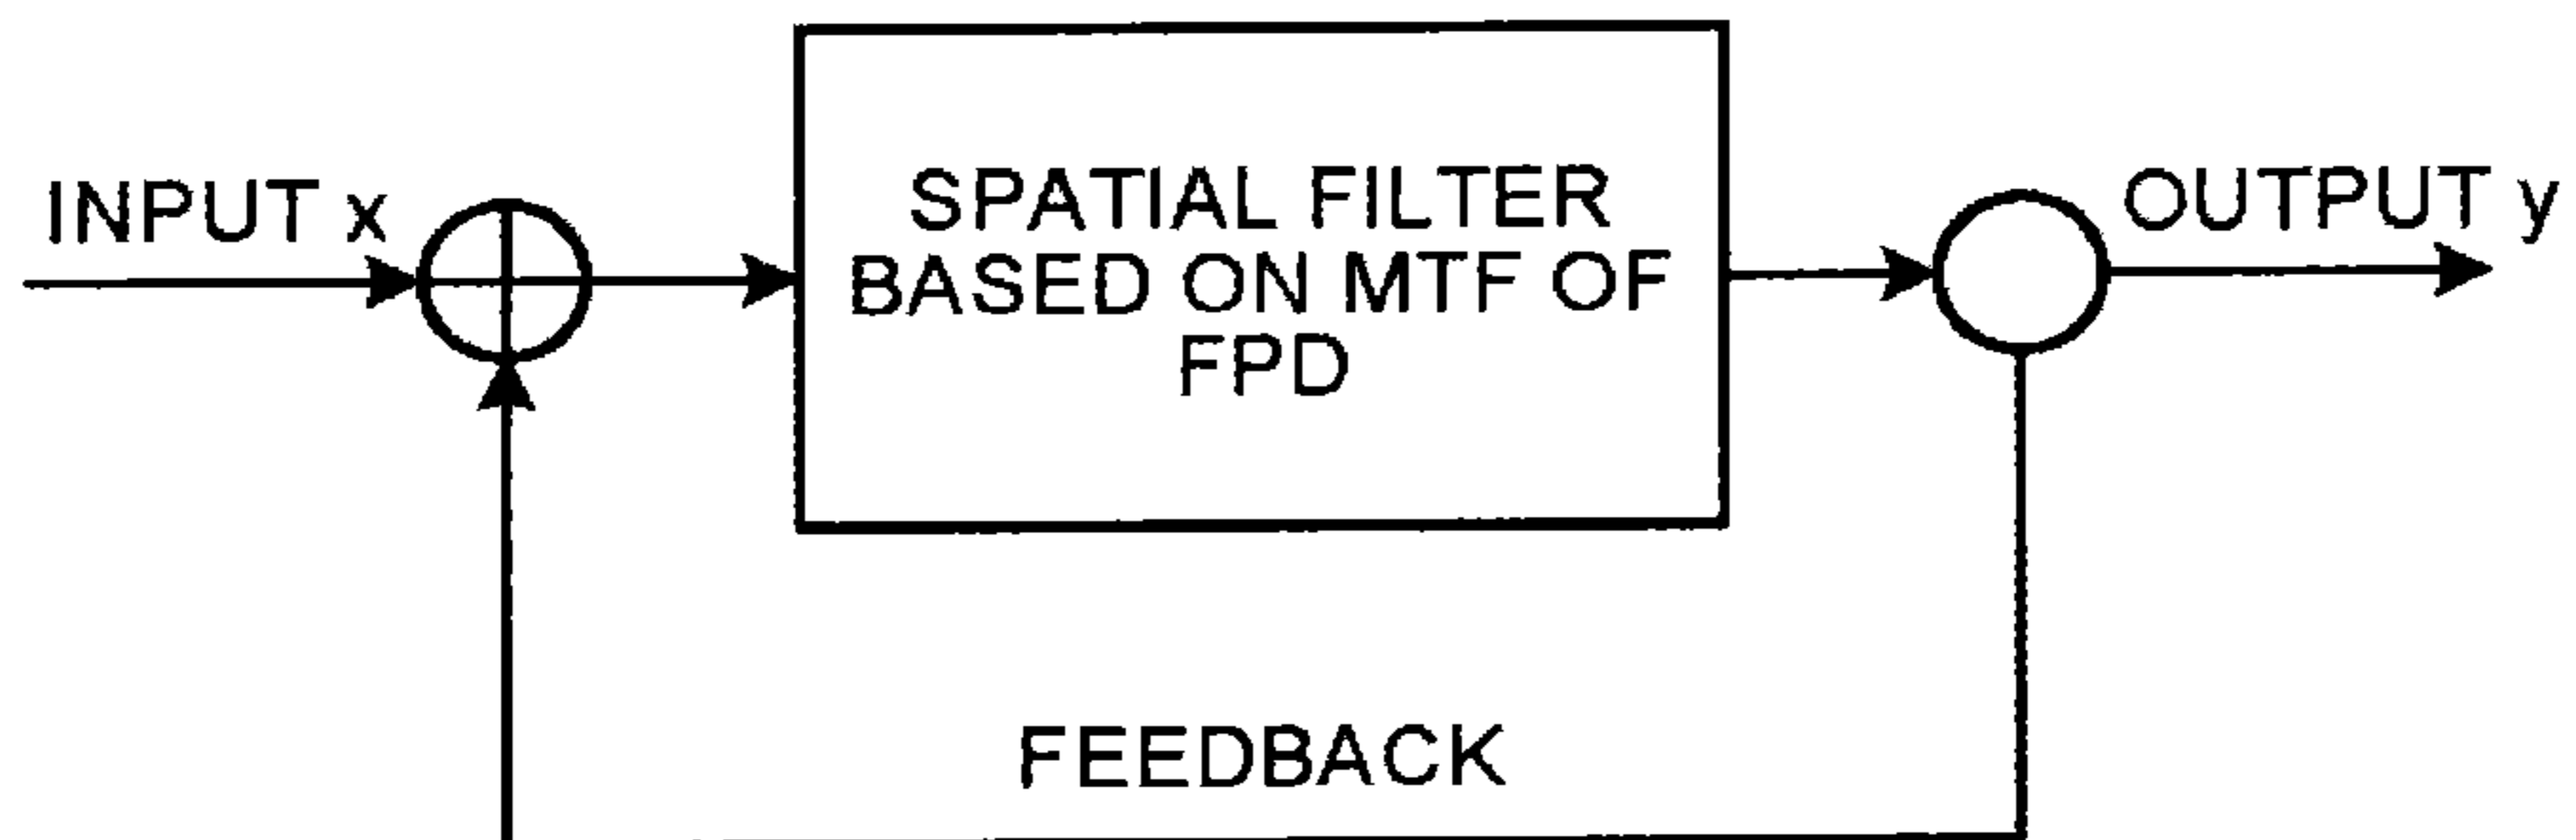 INPUT x
SPATIAL FILTER
BASED ON MTF OF
FPD
OUTPUT y
FEEDBACK